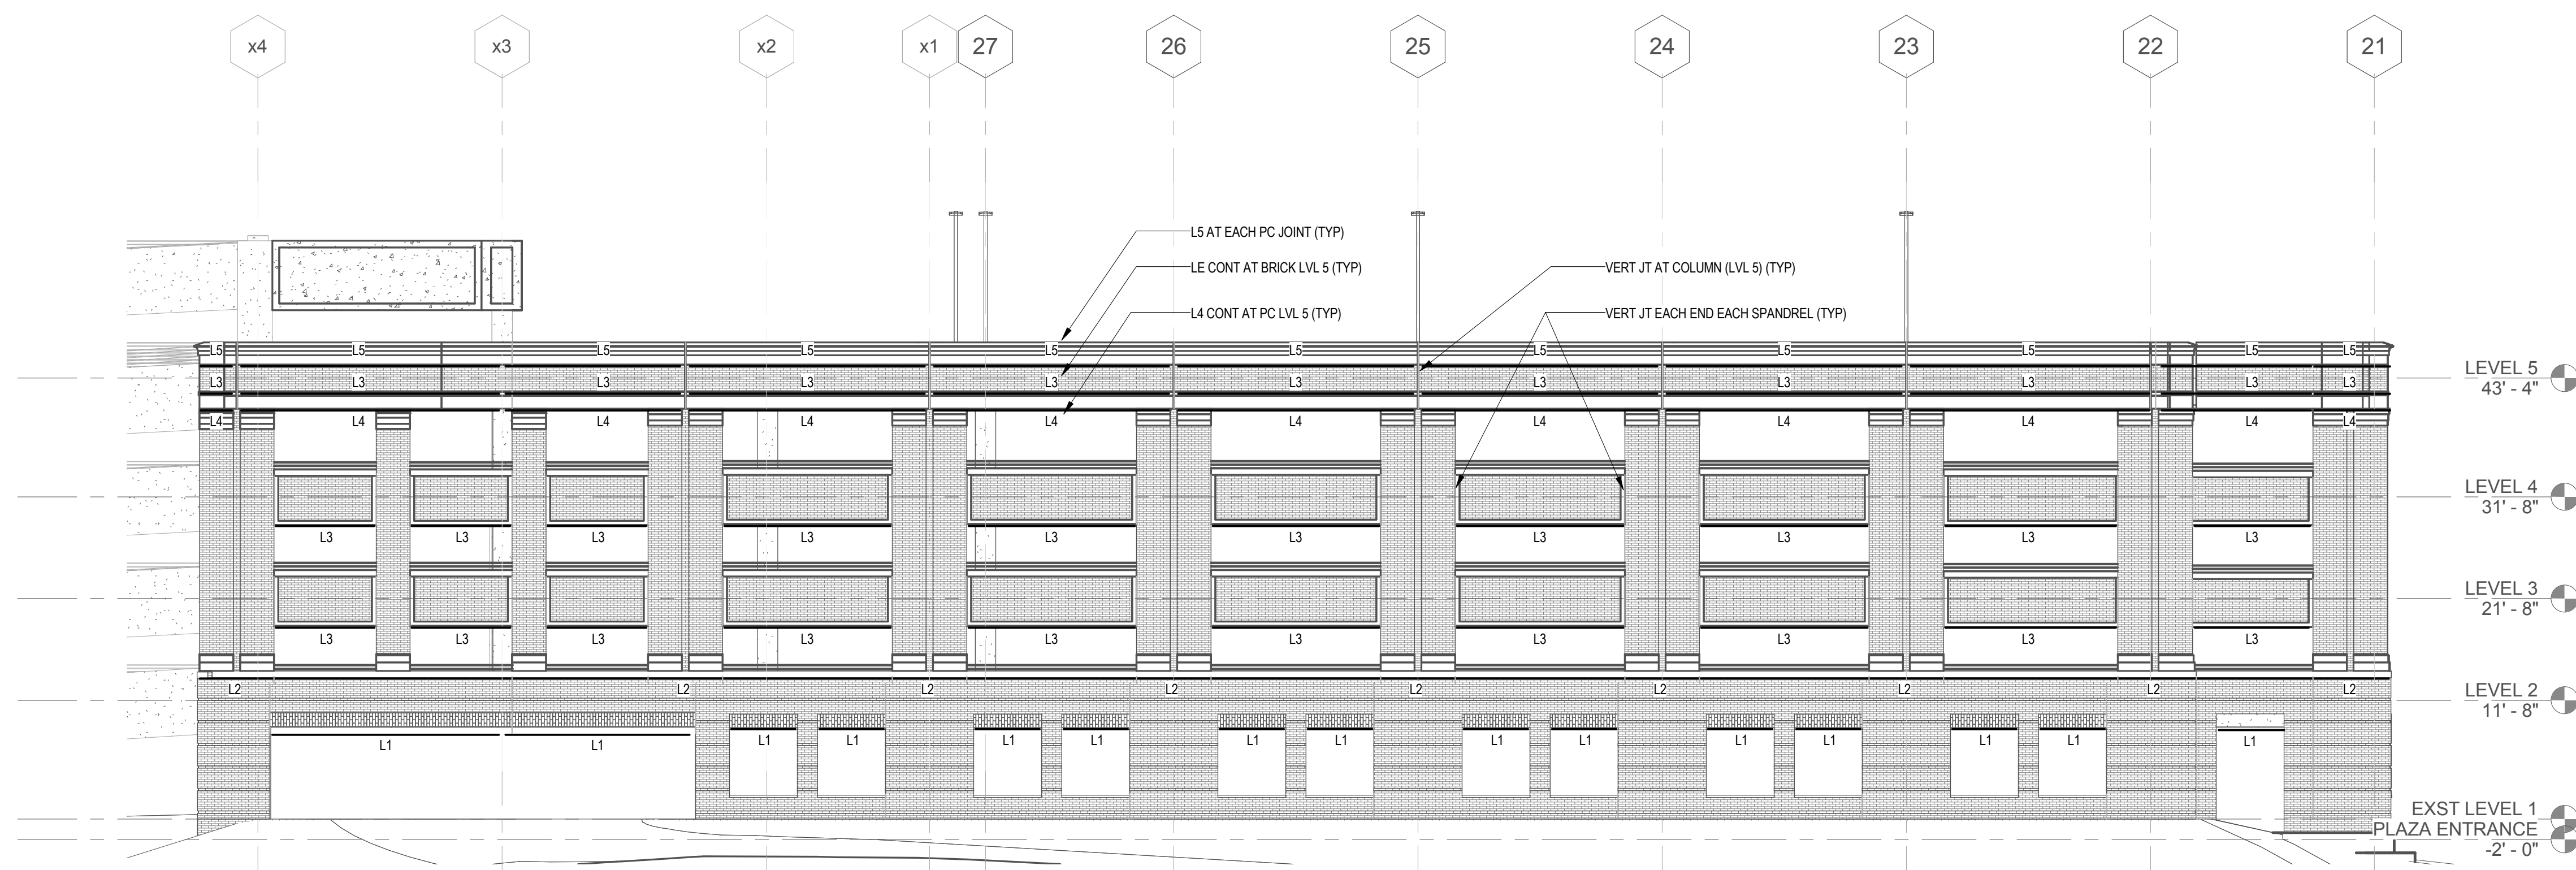 x4 x3 x2 x1 27 26 25 24 23 22 21
L5 AT EACH PC JOINT (TYP)
LE CONT AT BRICK LVL 5 (TYP) VERT JT AT COLUMN (LVL 5) (TYP)
L4 CONT AT PC LVL 5 (TYP) VERT JT EACH END EACH SPANDREL (TYP)
L5 L5 L5 L5 L5 L5 L5 L5 L5 L5 L5
LEVEL 5
L3 L3 L3 L3 L3 L3 L3 L3 L3 L3 L3
43' - 4"
L4 L4 L4 L4 L4 L4 L4 L4 L4 L4 L4
LEVEL 4
31' - 8"
L3 L3 L3 L3 L3 L3 L3 L3 L3 L3
LEVEL 3
21' - 8"
L3 L3 L3 L3 L3 L3 L3 L3 L3 L3
L2 L2 L2 L2 L2 L2 L2 L2 L2
LEVEL 2
11' - 8"
L1 L1 L1 L1 L1 L1 L1 L1 L1 L1 L1 L1 L1 L1 L1
EXST LEVEL 1
PLAZA ENTRANCE
-2' - 0"